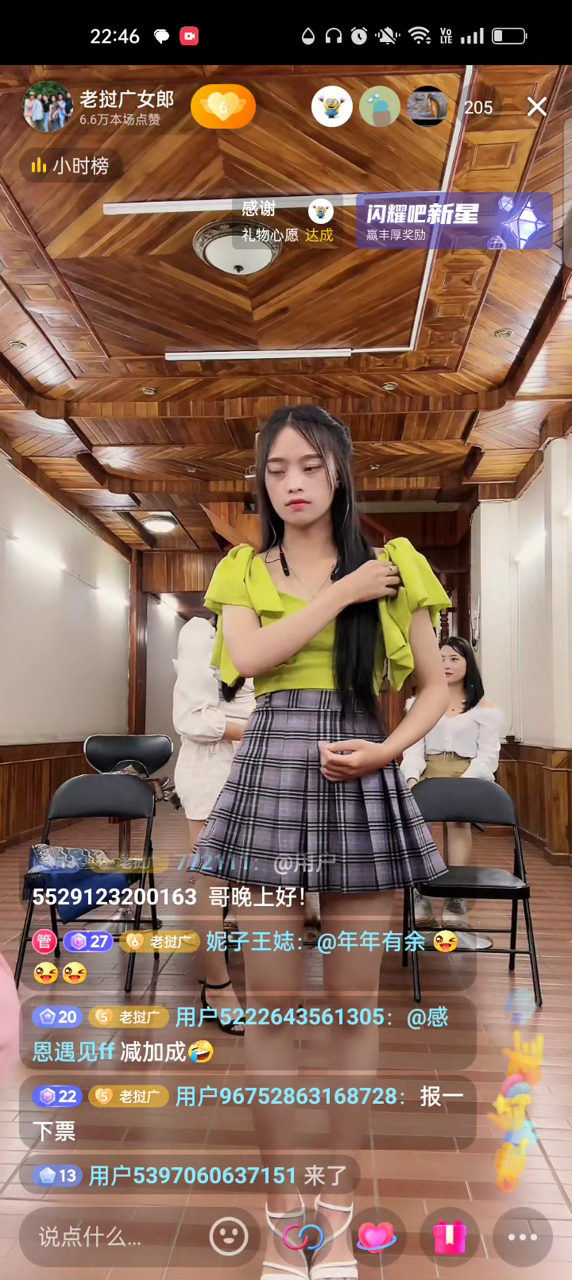 22:46
Vo
LTE
老挝广女郎
6.6万本场点赞
6
205
小时榜
感谢
礼物心愿 达成
闪耀吧新星
赢丰厚奖励
老挝广 772111：@用户
5529123200163 哥晚上好！
管 27 6 老挝广 妮子王娡：@年年有余
20 5 老挝广 用户5222643561305：@感
恩遇见ff 减加成
22 5 老挝广 用户96752863168728：报一
下票
13 用户5397060637151 来了
说点什么...